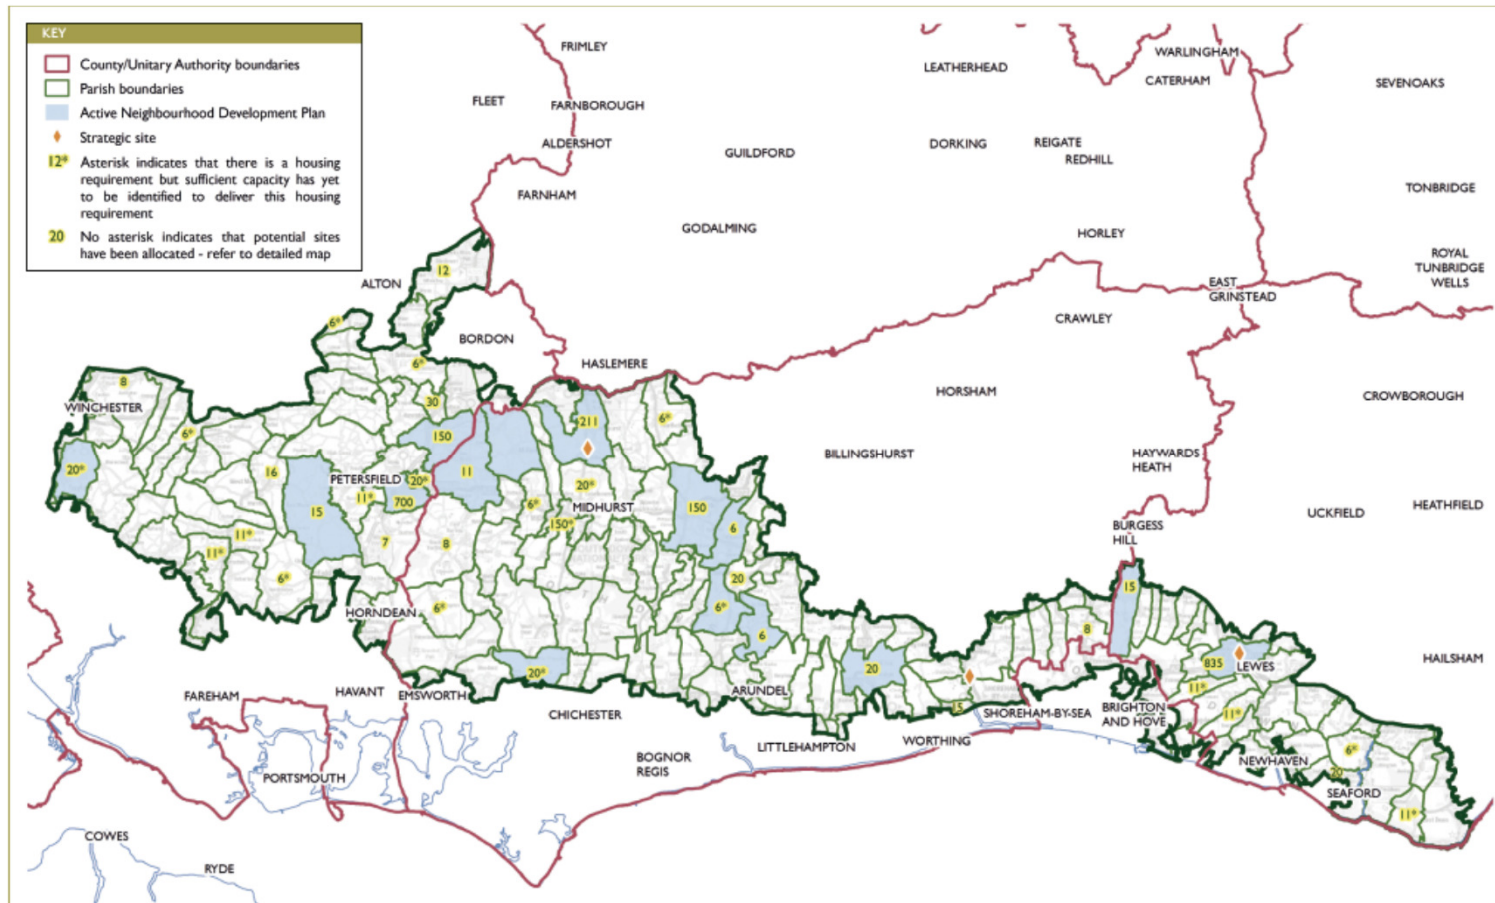 KEY
County/Unitary Authority boundaries
Parish boundaries
Active Neighbourhood Development Plan
Strategic site
12* Asterisk indicates that there is a housing
requirement but sufficient capacity has yet
to be identified to deliver this housing
requirement
20 No asterisk indicates that potential sites
have been allocated - refer to detailed map
FRIMLEY
WARLINGHAM
LEATHERHEAD
CATERHAM
SEVENOAKS
FLEET
FARNBOROUGH
ALDERSHOT
DORKING
REIGATE
GUILDFORD
REDHILL
TONBRIDGE
FARNHAM
GODALMING
HORLEY
ROYAL
TUNBRIDGE
WELLS
12
ALTON
EAST
GRINSTEAD
6*
CRAWLEY
BORDON
6*
HASLEMERE
8
HORSHAM
CROWBOROUGH
WINCHESTER
30
6*
150
211
6*
BILLINGSHURST
HAYWARDS
HEATH
20*
16
11
PETERSFIELD
20*
20*
11*
700
6*
MIDHURST
150
HEATHFIELD
UCKFIELD
15
150*
6
BURGESS
HILL
11*
7
8
11*
6*
20
15
HORNDEAN
6*
6*
6
8
835
LEWES
HAILSHAM
20*
20
11*
FAREHAM
HAVANT
EMSWORTH
ARUNDEL
15
SHOREHAM-BY-SEA
BRIGHTON
AND HOVE
11*
CHICHESTER
LITTLEHAMPTON
WORTHING
6*
BOGNOR
REGIS
NEWHAVEN
20
PORTSMOUTH
SEAFORD
11*
COWES
RYDE